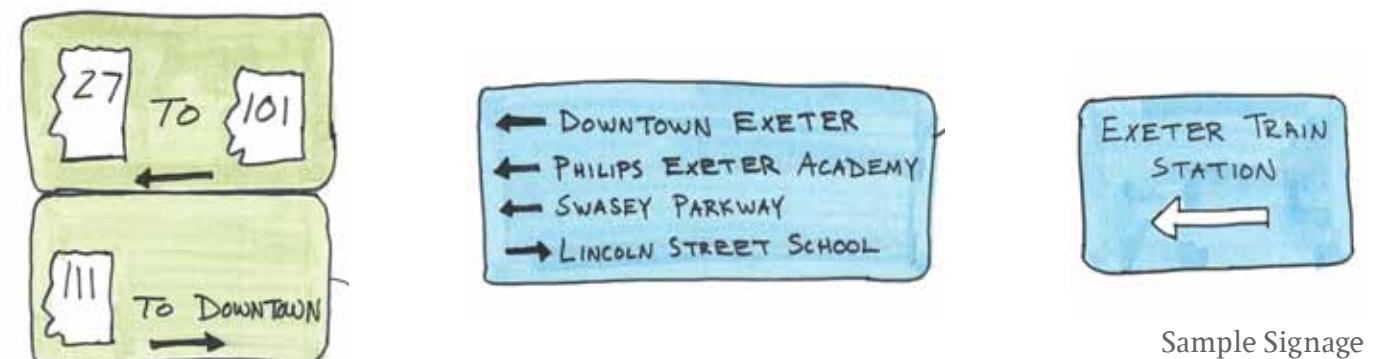 27 To 101
111 To Downtown
← DOWNTOWN EXETER
← PHILIPS EXETER ACADEMY
← SWASEY PARKWAY
→ LINCOLN STREET SCHOOL
EXETER TRAIN
STATION
Sample Signage